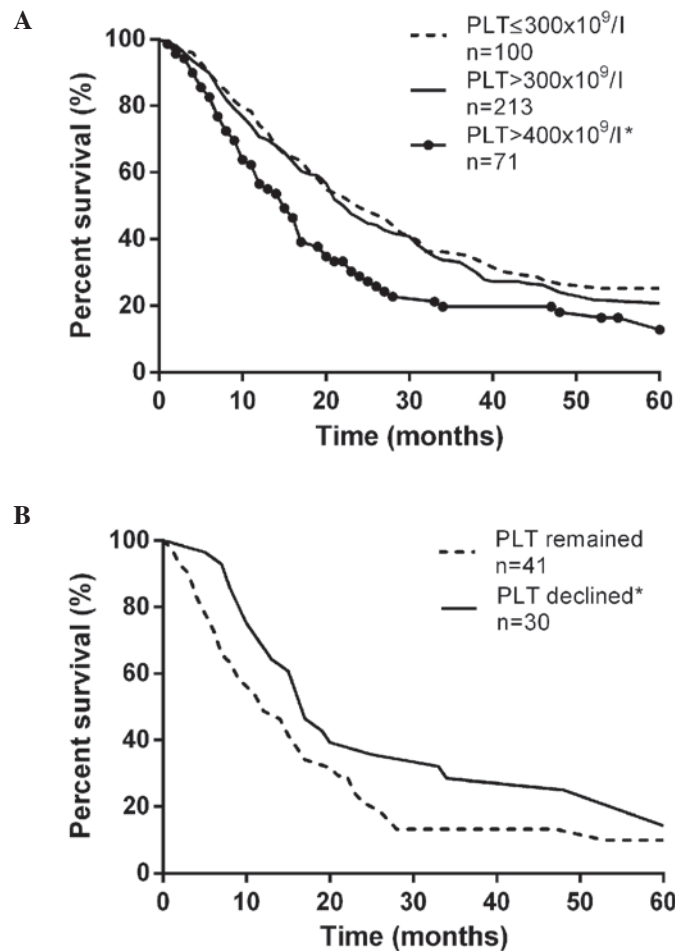 A
PLT≤300x10⁹/l
n=100
PLT>300x10⁹/l
n=213
PLT>400x10⁹/l*
n=71
Percent survival (%)
100
80
60
40
20
0
0 10 20 30 40 50 60
Time (months)
B
PLT remained
n=41
PLT declined*
n=30
Percent survival (%)
100
80
60
40
20
0
0 10 20 30 40 50 60
Time (months)